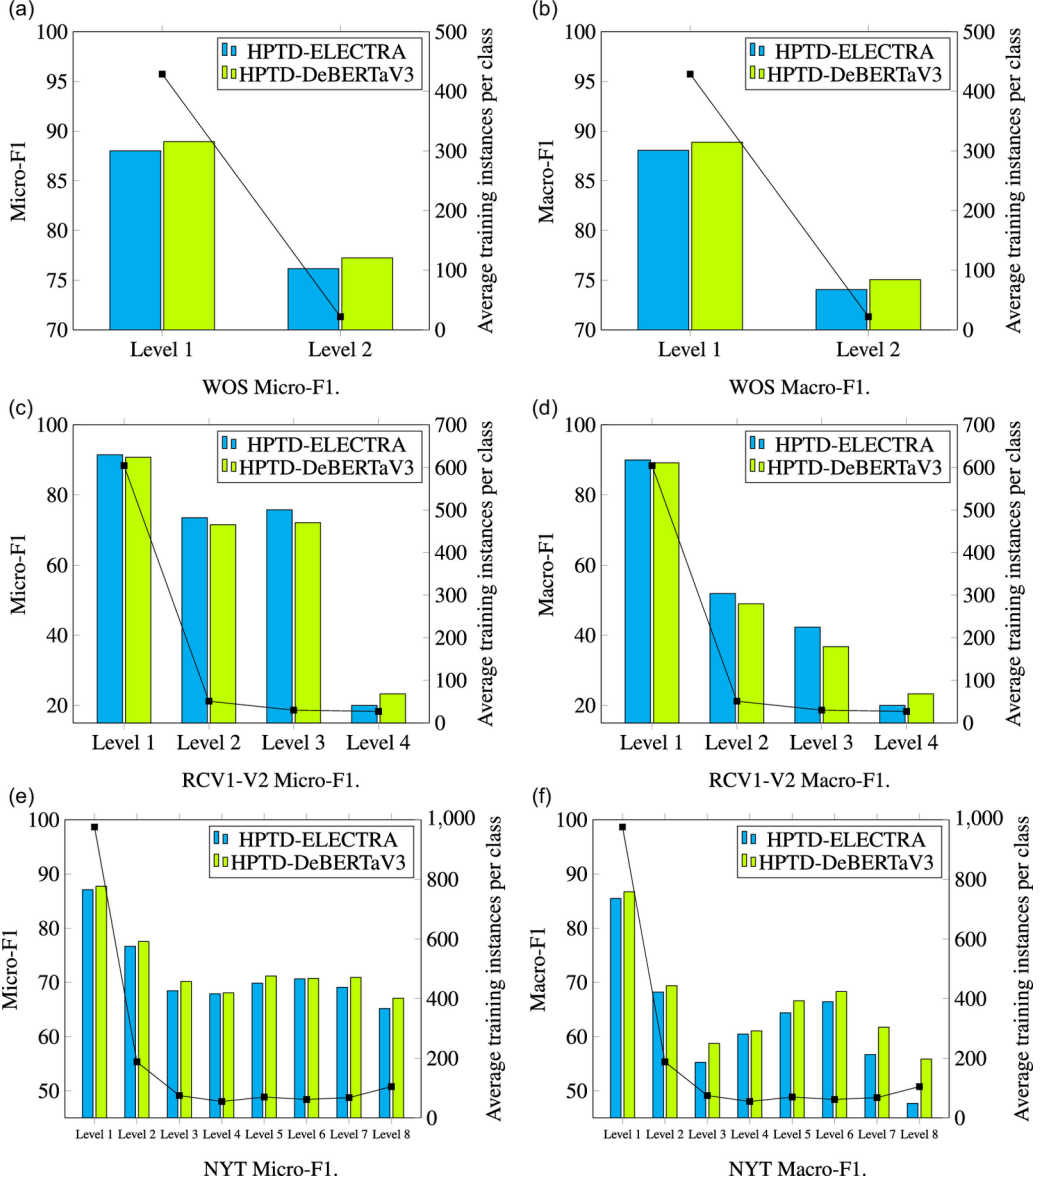 (a)
100
95
90
85
80
75
70
Micro-F1
HPTD-ELECTRA
HPTD-DeBERTaV3
500
400
300
200
100
0
Average training instances per class
Level 1 Level 2
WOS Micro-F1.
(b)
100
95
90
85
80
75
70
Macro-F1
HPTD-ELECTRA
HPTD-DeBERTaV3
500
400
300
200
100
0
Average training instances per class
Level 1 Level 2
WOS Macro-F1.
(c)
100
80
60
40
20
Micro-F1
HPTD-ELECTRA
HPTD-DeBERTaV3
700
600
500
400
300
200
100
0
Average training instances per class
Level 1 Level 2 Level 3 Level 4
RCV1-V2 Micro-F1.
(d)
100
80
60
40
20
Macro-F1
HPTD-ELECTRA
HPTD-DeBERTaV3
700
600
500
400
300
200
100
0
Average training instances per class
Level 1 Level 2 Level 3 Level 4
RCV1-V2 Macro-F1.
(e)
100
90
80
70
60
50
Micro-F1
HPTD-ELECTRA
HPTD-DeBERTaV3
1,000
800
600
400
200
0
Average training instances per class
Level 1 Level 2 Level 3 Level 4 Level 5 Level 6 Level 7 Level 8
NYT Micro-F1.
(f)
100
90
80
70
60
50
Macro-F1
HPTD-ELECTRA
HPTD-DeBERTaV3
1,000
800
600
400
200
0
Average training instances per class
Level 1 Level 2 Level 3 Level 4 Level 5 Level 6 Level 7 Level 8
NYT Macro-F1.